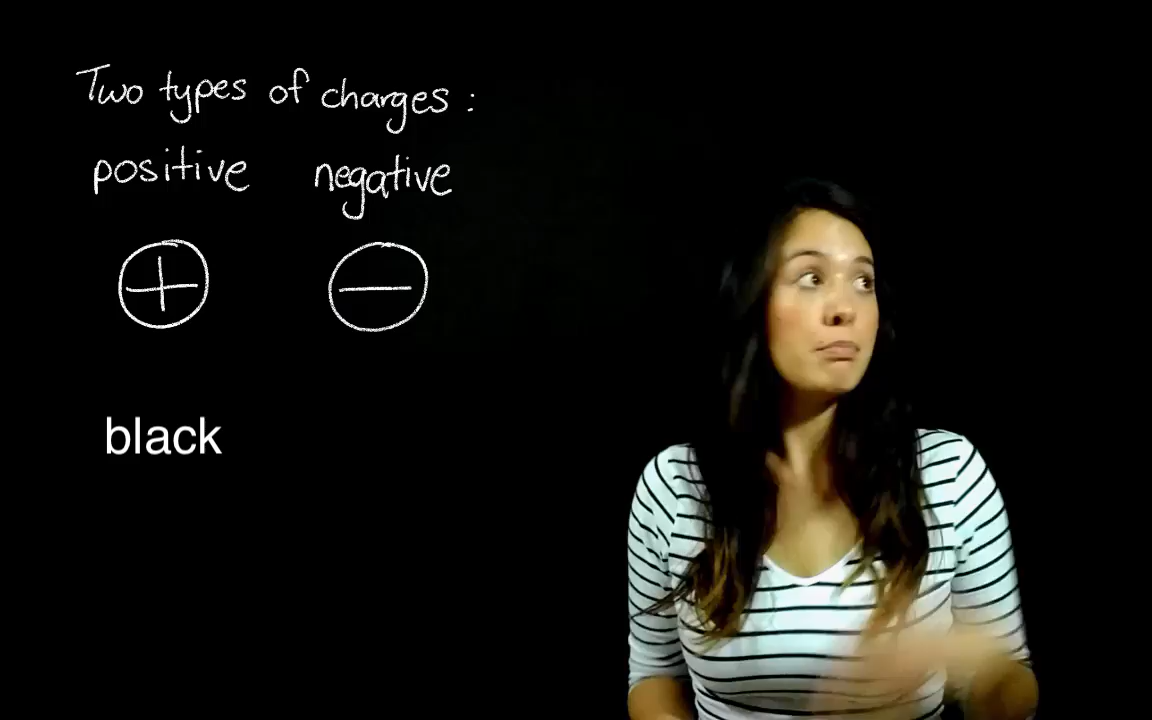 Two types of charges :
positive negative
+ −
black